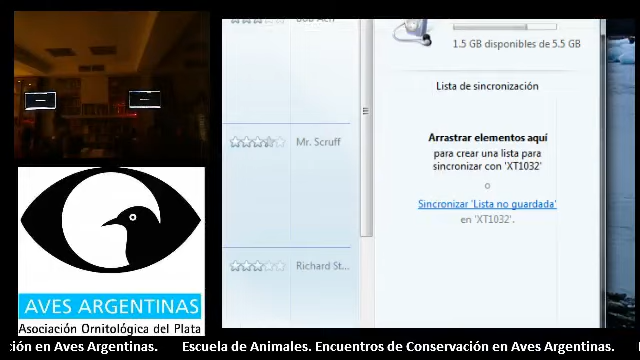 1.5 GB disponibles de 5.5 GB
Lista de sincronización
Arrastrar elementos aquí
para crear una lista para
sincronizar con 'XT1032'
o
Sincronizar 'Lista no guardada'
en 'XT1032'.
Mr. Scruff
Richard St...
AVES ARGENTINAS
Asociación Ornitológica del Plata
ción en Aves Argentinas. Escuela de Animales. Encuentros de Conservación en Aves Argentinas.